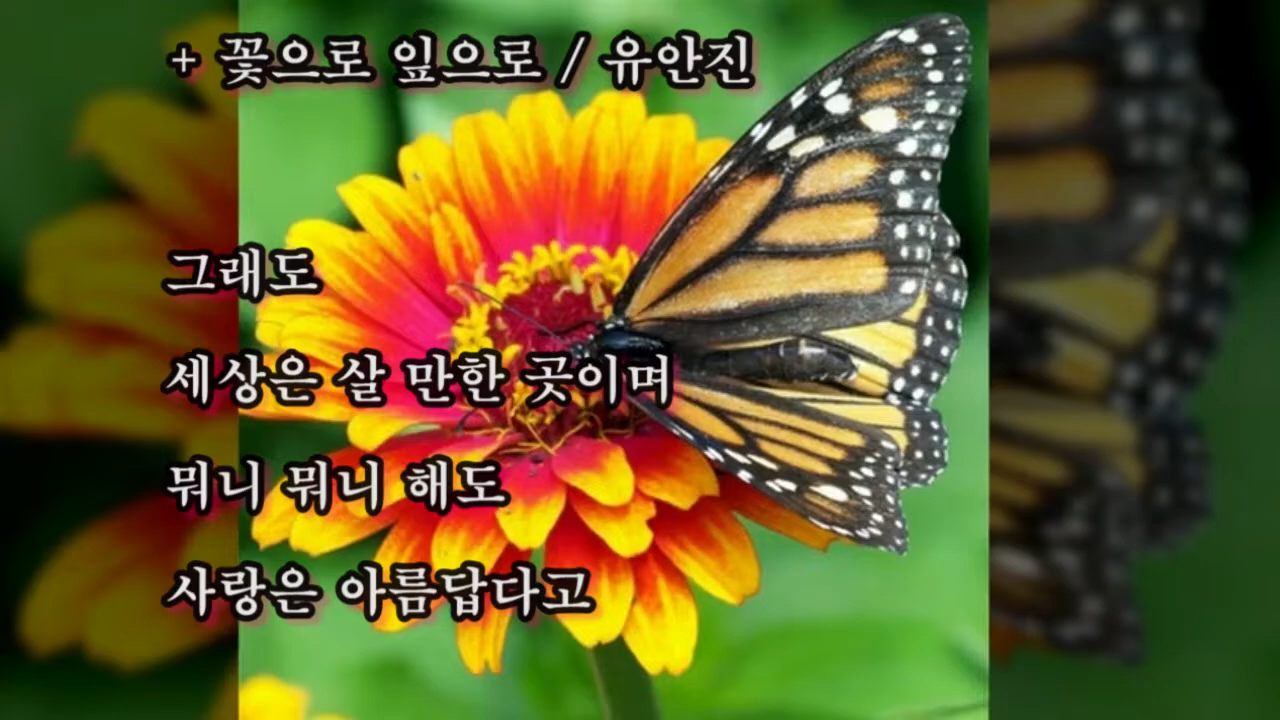 + 꽃으로 잎으로 / 유안진
그래도
세상은 살 만한 곳이며
뭐니 뭐니 해도
사랑은 아름답다고